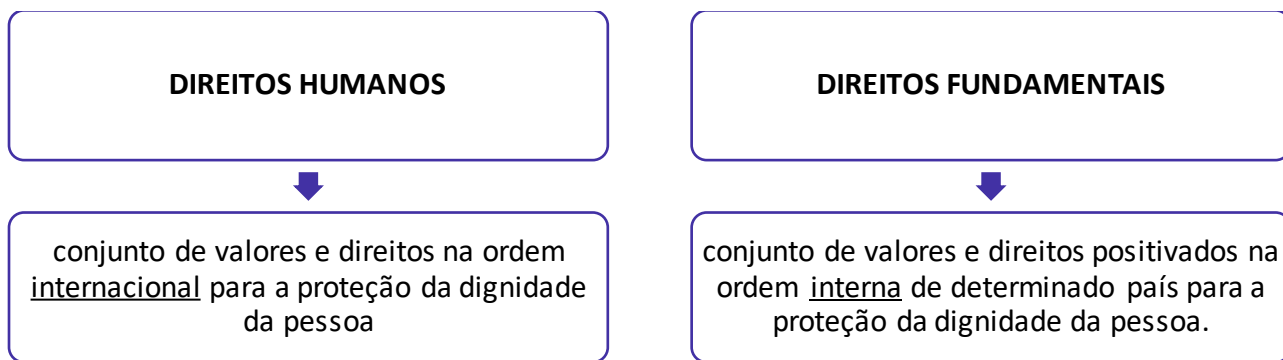 DIREITOS HUMANOS
conjunto de valores e direitos na ordem
internacional para a proteção da dignidade
da pessoa
DIREITOS FUNDAMENTAIS
conjunto de valores e direitos positivados na
ordem interna de determinado país para a
proteção da dignidade da pessoa.